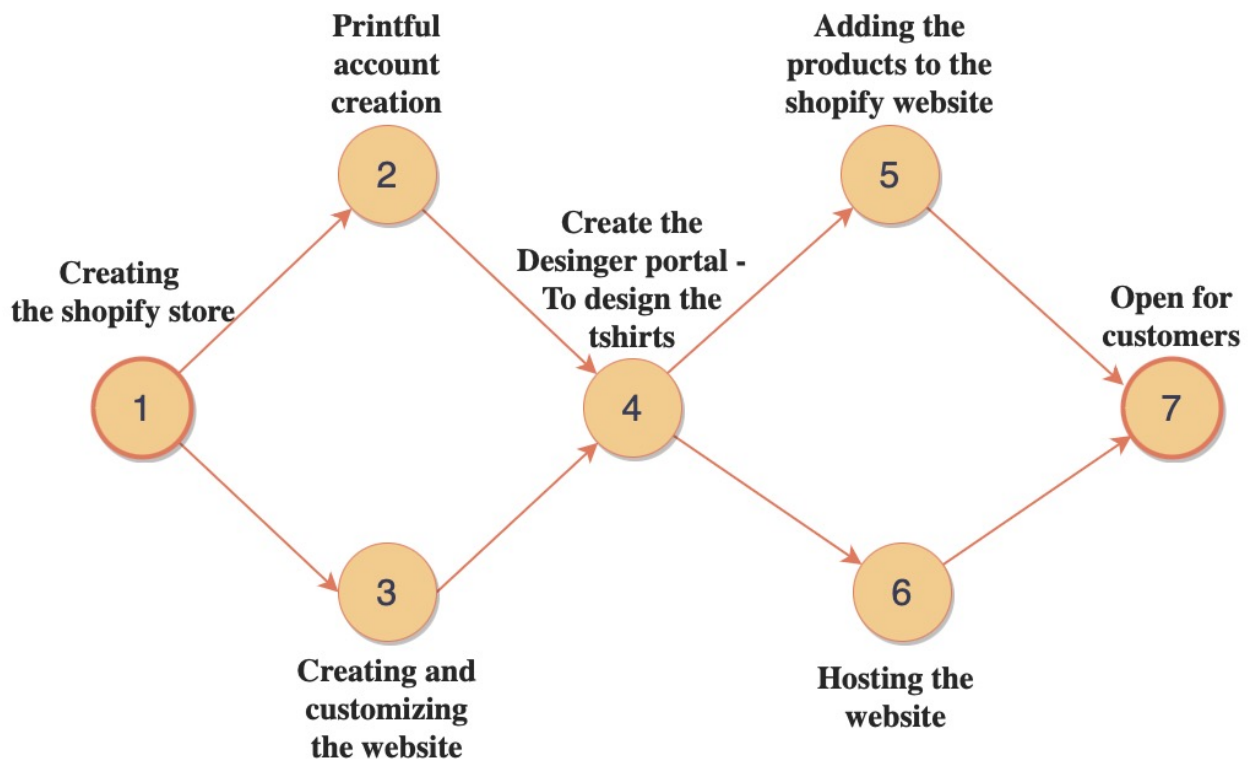 Printful
account
creation
2
Adding the
products to the
shopify website
5
Creating
the shopify store
1
Create the
Desinger portal -
To design the
tshirts
4
Open for
customers
7
3
Creating and
customizing
the website
6
Hosting the
website